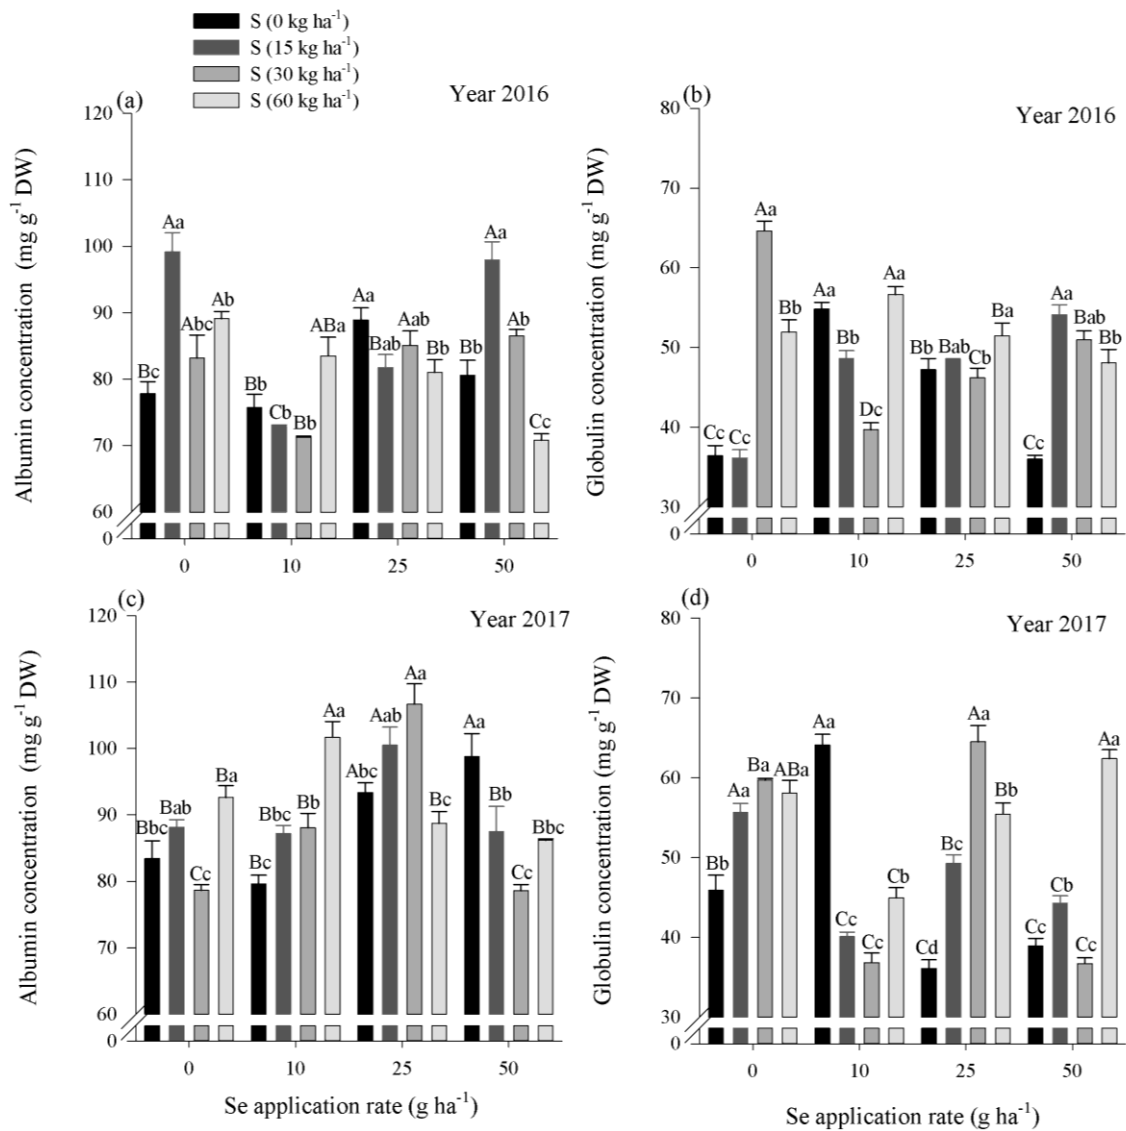 S (0 kg ha-1)
S (15 kg ha-1)
S (30 kg ha-1)
S (60 kg ha-1)
(a)
Year 2016
Albumin concentration (mg g-1 DW)
120
110
100
90
80
70
60
0
Bc
Aa
Abc
Ab
Bb
Cb
Bb
ABa
Aa
Bab
Aab
Bb
Bb
Aa
Ab
Cc
0
10
25
50
(b)
Year 2016
Globulin concentration (mg g-1 DW)
80
70
60
50
40
30
0
Cc
Cc
Aa
Bb
Aa
Bb
Dc
Aa
Bb
Bab
Cb
Ba
Cc
Aa
Bab
Bb
0
10
25
50
(c)
Year 2017
Albumin concentration (mg g-1 DW)
120
110
100
90
80
70
60
0
Bbc
Bab
Cc
Ba
Bc
Bb
Bb
Aa
Abc
Aab
Aa
Bc
Aa
Bb
Cc
Bbc
0
10
25
50
Se application rate (g ha-1)
(d)
Year 2017
Globulin concentration (mg g-1 DW)
80
70
60
50
40
30
0
Bb
Aa
Ba
ABa
Aa
Cc
Cc
Cb
Cd
Bc
Aa
Bb
Cc
Cb
Cc
Aa
0
10
25
50
Se application rate (g ha-1)